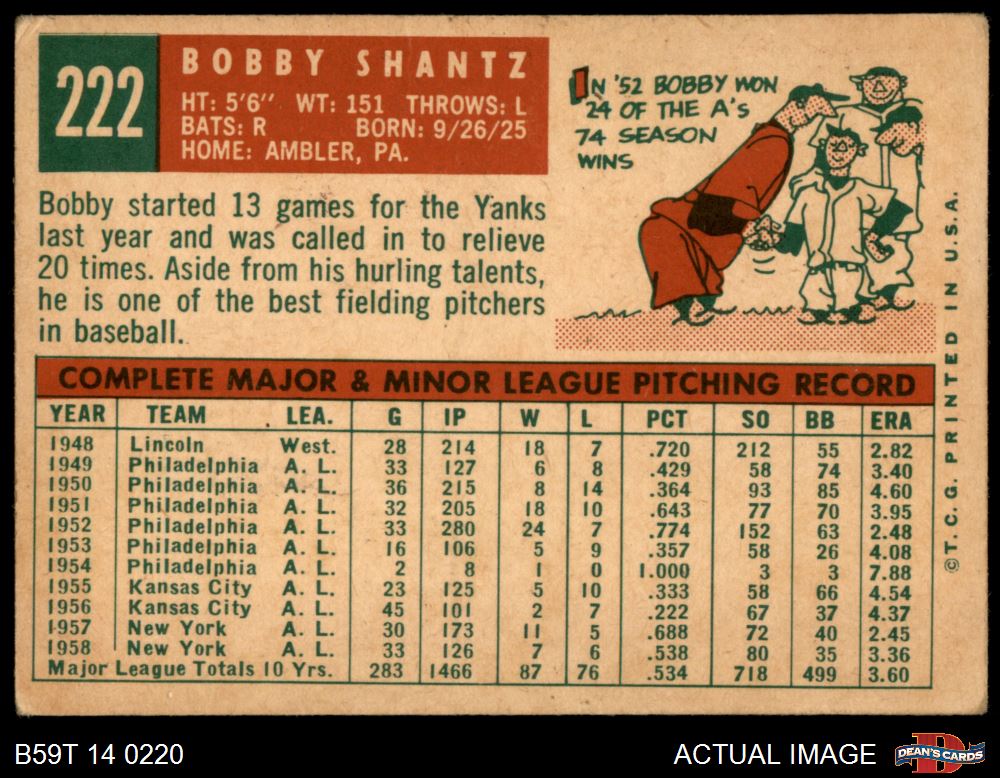 222
BOBBY SHANTZ
HT: 5'6" WT: 151 THROWS: L
BATS: R BORN: 9/26/25
HOME: AMBLER, PA.
IN '52 BOBBY WON
24 OF THE A's
74 SEASON
WINS
Bobby started 13 games for the Yanks
last year and was called in to relieve
20 times. Aside from his hurling talents,
he is one of the best fielding pitchers
in baseball.
COMPLETE MAJOR & MINOR LEAGUE PITCHING RECORD
YEAR TEAM LEA. G IP W L PCT SO BB ERA
1948 Lincoln West. 28 214 18 7 .720 212 55 2.82
1949 Philadelphia A. L. 33 127 6 8 .429 58 74 3.40
1950 Philadelphia A. L. 36 215 8 14 .364 93 85 4.60
1951 Philadelphia A. L. 32 205 18 10 .643 77 70 3.95
1952 Philadelphia A. L. 33 280 24 7 .774 152 63 2.48
1953 Philadelphia A. L. 16 106 5 9 .357 58 26 4.08
1954 Philadelphia A. L. 2 8 1 0 1.000 3 3 7.88
1955 Kansas City A. L. 23 125 5 10 .333 58 66 4.54
1956 Kansas City A. L. 45 101 2 7 .222 67 37 4.37
1957 New York A. L. 30 173 11 5 .688 72 40 2.45
1958 New York A. L. 33 126 7 6 .538 80 35 3.36
Major League Totals 10 Yrs. 283 1466 87 76 .534 718 499 3.60
©T. C. G. PRINTED IN U.S.A.
B59T 14 0220
ACTUAL IMAGE
DEAN'S CARDS